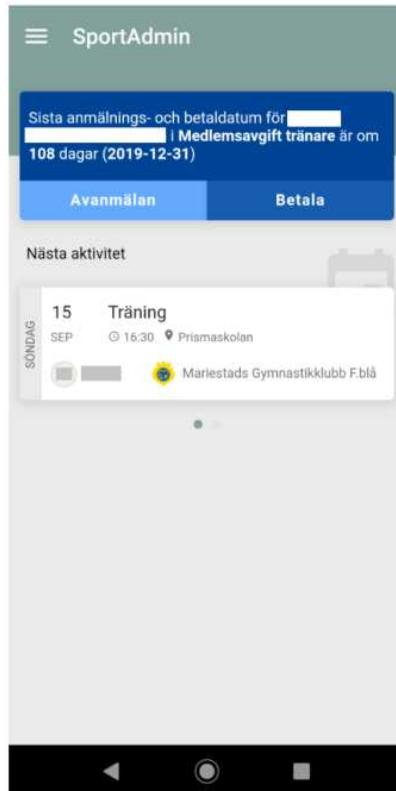 SportAdmin
Sista anmälnings- och betaldatum för
i Medlemsavgift tränare är om
108 dagar (2019-12-31)
Avanmälan Betala
Nästa aktivitet
SÖNDAG
15 Träning
SEP 16:30 Prismaskolan
Mariestads Gymnastikklubb F.blå